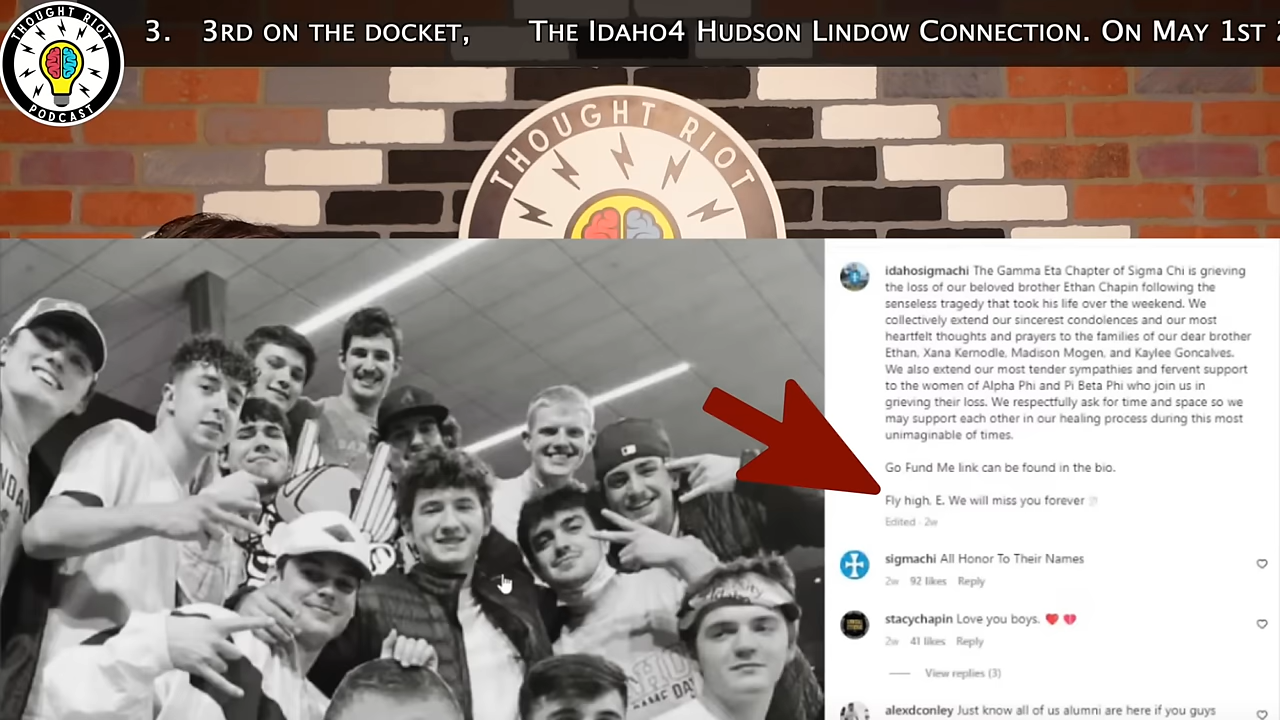 THOUGHT RIOT
PODCAST
3. 3RD ON THE DOCKET, THE IDAHO4 HUDSON LINDOW CONNECTION. ON MAY 1ST
THOUGHT RIOT
idahosigmachi The Gamma Eta Chapter of Sigma Chi is grieving
the loss of our beloved brother Ethan Chapin following the
senseless tragedy that took his life over the weekend. We
collectively extend our sincerest condolences and our most
heartfelt thoughts and prayers to the families of our dear brother
Ethan, Xana Kernodle, Madison Mogen, and Kaylee Goncalves.
We also extend our most tender sympathies and fervent support
to the women of Alpha Phi and Pi Beta Phi who join us in
grieving their loss. We respectfully ask for time and space so we
may support each other in our healing process during this most
unimaginable of times.
Go Fund Me link can be found in the bio.
Fly high, E. We will miss you forever
Edited · 2w
sigmachi All Honor To Their Names
2w 92 likes Reply
stacychapin Love you boys.
2w 41 likes Reply
View replies (3)
alexdconley Just know all of us alumni are here if you guys
GAME DAY